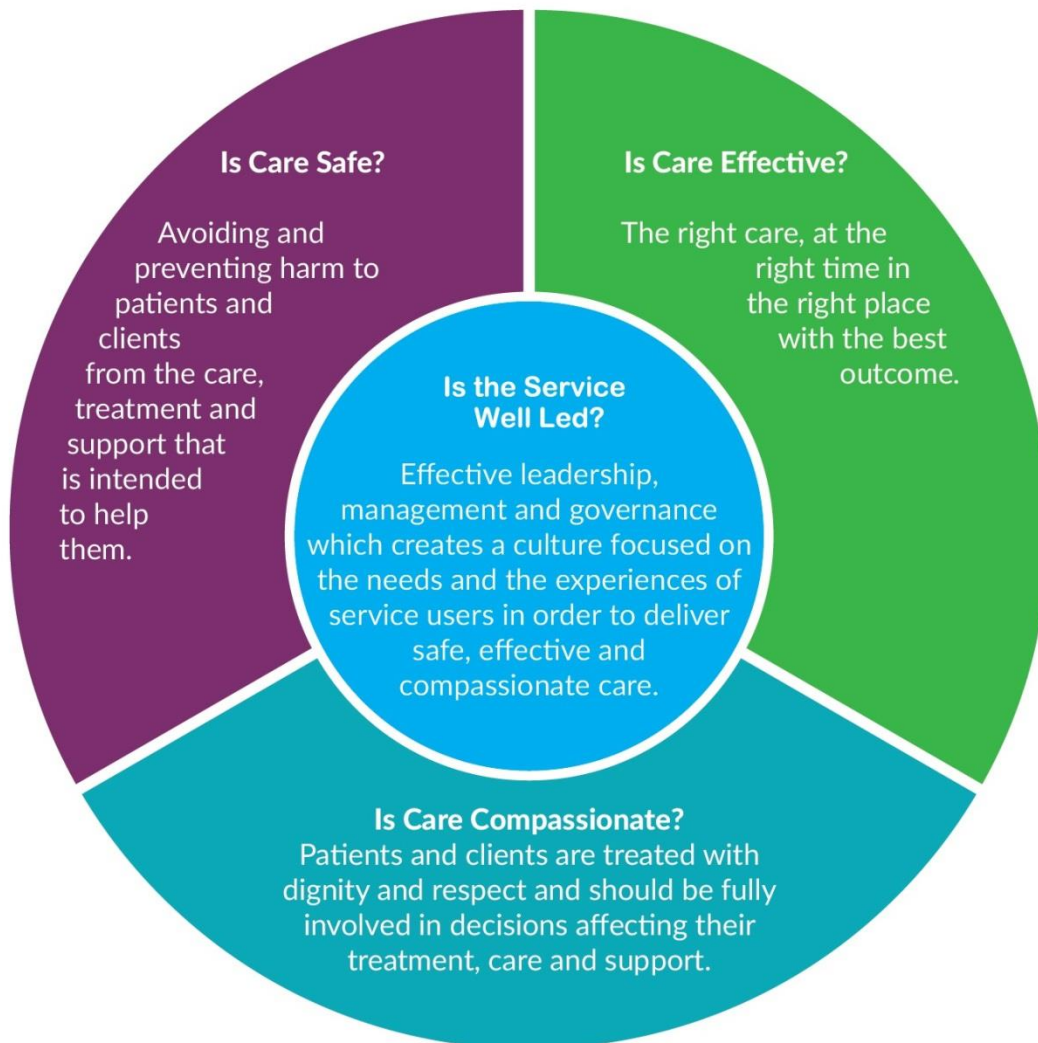 Is Care Safe?
Avoiding and
preventing harm to
patients and
clients
from the care,
treatment and
support that
is intended
to help
them.
Is Care Effective?
The right care, at the
right time in
the right place
with the best
outcome.
Is the Service
Well Led?
Effective leadership,
management and governance
which creates a culture focused on
the needs and the experiences of
service users in order to deliver
safe, effective and
compassionate care.
Is Care Compassionate?
Patients and clients are treated with
dignity and respect and should be fully
involved in decisions affecting their
treatment, care and support.